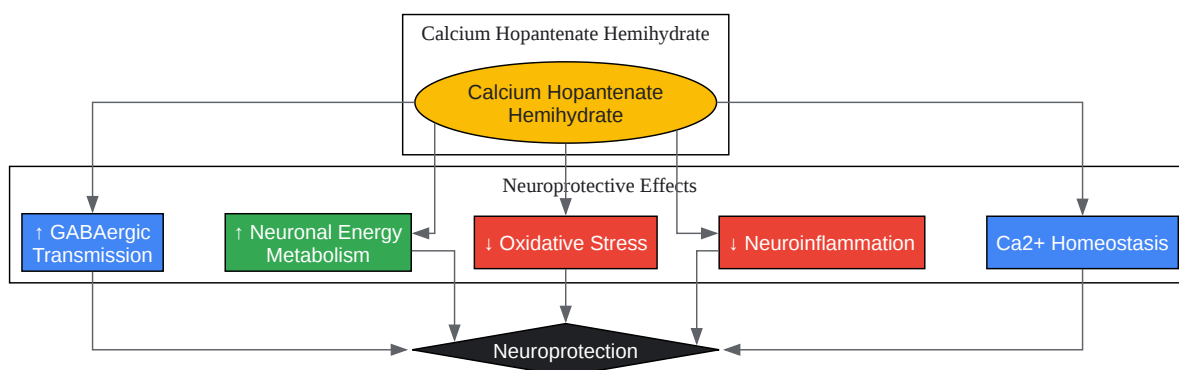 Calcium Hopantenate Hemihydrate
Calcium Hopantenate
Hemihydrate
Neuroprotective Effects
↑ GABAergic
Transmission
↑ Neuronal Energy
Metabolism
↓ Oxidative Stress
↓ Neuroinflammation
Ca2+ Homeostasis
Neuroprotection